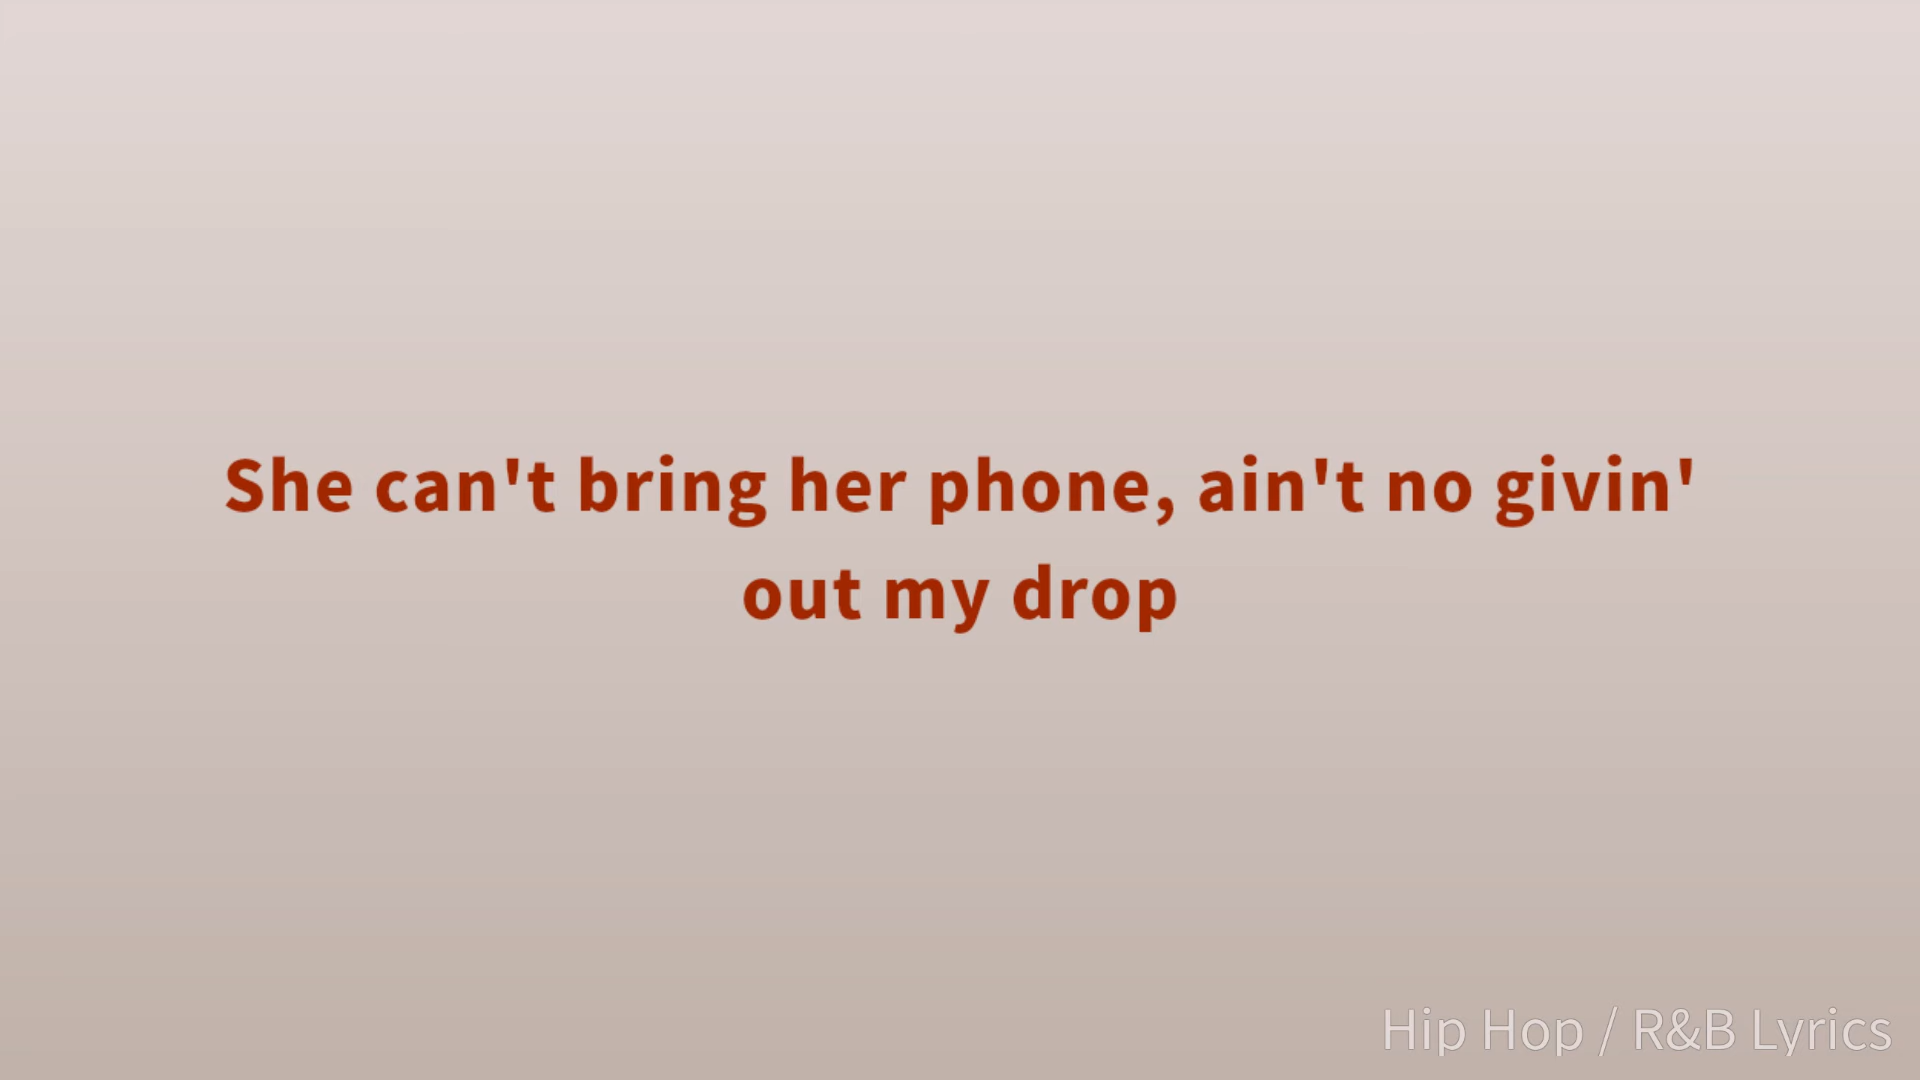 She can't bring her phone, ain't no givin'
out my drop
Hip Hop / R&B Lyrics